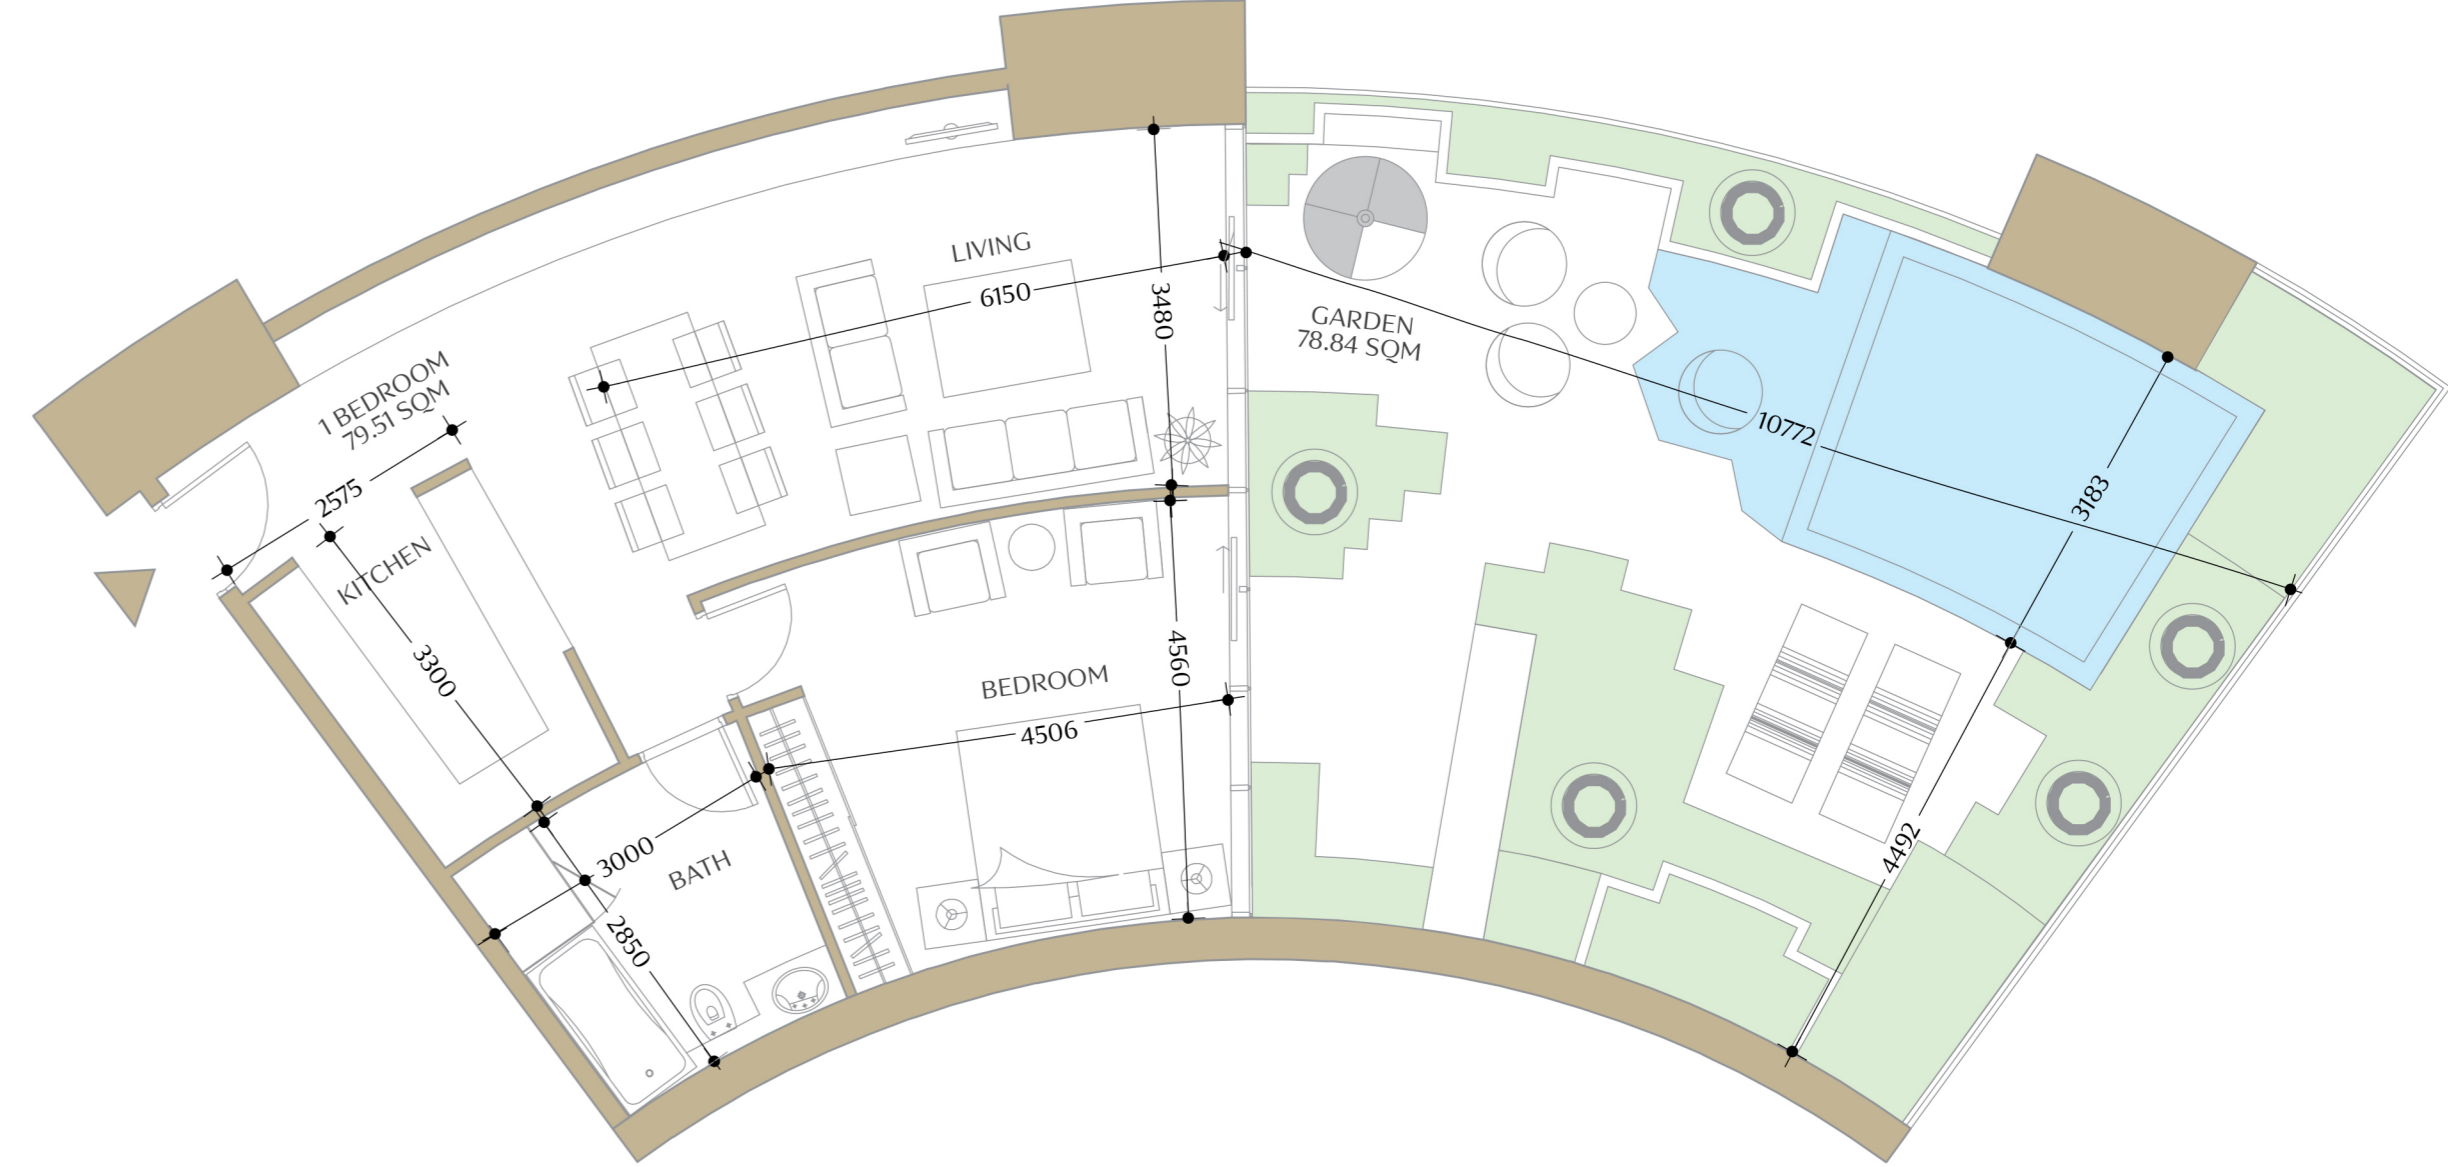 LIVING
6150
3480
GARDEN
78.84 SQM
1 BEDROOM
79.51 SQM
10772
2575
3183
KITCHEN
3300
4560
BEDROOM
4506
3000
BATH
4492
2850